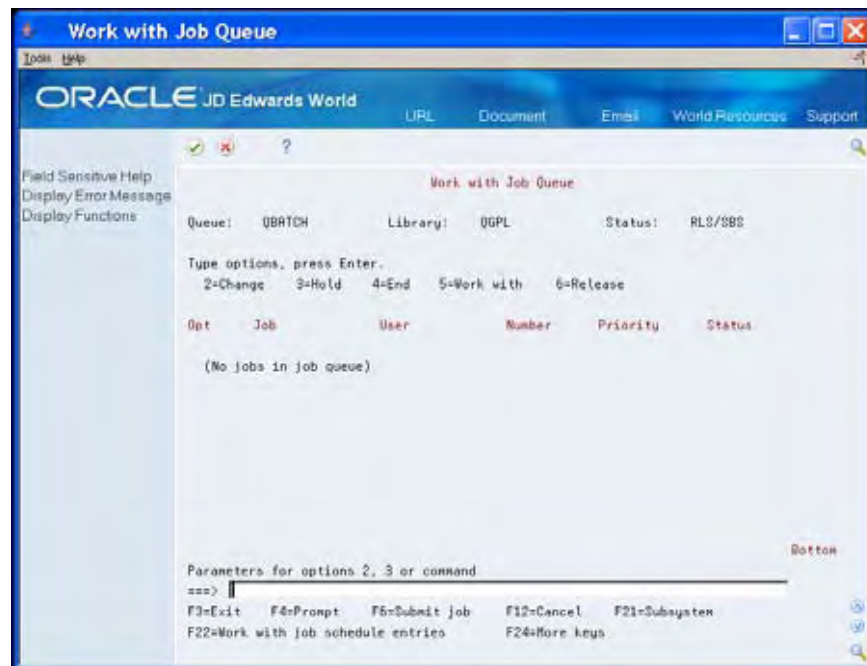 Work with Job Queue
Tools Help
ORACLE JD Edwards World
URL Document Email World Resources Support
?
Field Sensitive Help
Display Error Message
Display Functions
Work with Job Queue
Queue: QBATCH Library: QGPL Status: RLS/SBS
Type options, press Enter.
2=Change 3=Hold 4=End 5=Work with 6=Release
Opt Job User Number Priority Status
(No jobs in job queue)
Bottom
Parameters for options 2, 3 or command
===>
F3=Exit F4=Prompt F6=Submit job F12=Cancel F21=Subsystem
F22=Work with job schedule entries F24=More keys